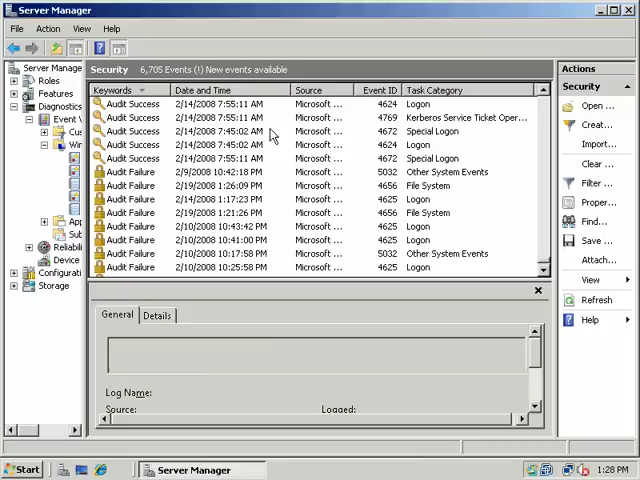 Server Manager
File Action View Help
Server Manager
Roles
Features
Diagnostics
Event V
Cus
Win
App
Sub
Reliabili
Device
Configurati
Storage
Security 6,705 Events (!) New events available
Keywords Date and Time Source Event ID Task Category
Audit Success 2/14/2008 7:55:11 AM Microsoft ... 4624 Logon
Audit Success 2/14/2008 7:55:11 AM Microsoft ... 4769 Kerberos Service Ticket Oper...
Audit Success 2/14/2008 7:45:02 AM Microsoft ... 4672 Special Logon
Audit Success 2/14/2008 7:45:02 AM Microsoft ... 4624 Logon
Audit Success 2/14/2008 7:55:11 AM Microsoft ... 4672 Special Logon
Audit Failure 2/9/2008 10:42:18 PM Microsoft ... 5032 Other System Events
Audit Failure 2/19/2008 1:26:09 PM Microsoft ... 4656 File System
Audit Failure 2/14/2008 1:17:23 PM Microsoft ... 4625 Logon
Audit Failure 2/19/2008 1:21:26 PM Microsoft ... 4656 File System
Audit Failure 2/10/2008 10:43:42 PM Microsoft ... 4625 Logon
Audit Failure 2/10/2008 10:41:00 PM Microsoft ... 4625 Logon
Audit Failure 2/10/2008 10:17:58 PM Microsoft ... 5032 Other System Events
Audit Failure 2/10/2008 10:25:58 PM Microsoft ... 4625 Logon
General Details
Log Name:
Source: Logged:
Actions
Security
Open ...
Creat...
Import...
Clear ...
Filter ...
Proper...
Find...
Save ...
Attach...
View
Refresh
Help
Start Server Manager 1:28 PM